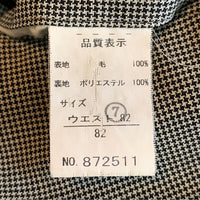 品質表示
表地 毛 100%
裏地 ポリエステル 100%
サイズ
⑦
ウエスト 82
82
NO. 872511